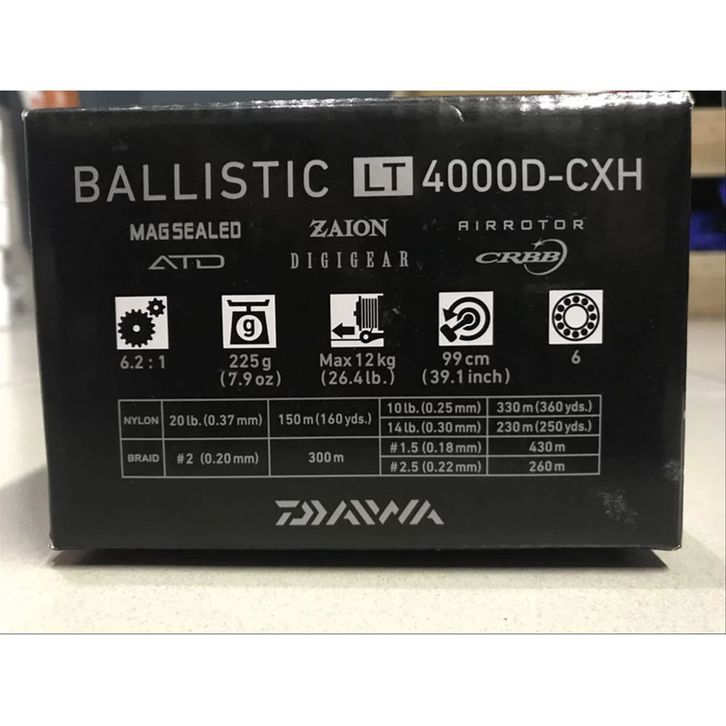 BALLISTIC LT 4000D-CXH
MAGSEALED ZAION AIRROTOR
ATD DIGIGEAR CRBB
g
6.2 : 1 225g Max 12kg 99cm 6
(7.9 oz) (26.4lb.) (39.1inch)
NYLON 20lb. (0.37mm) 150m (160yds.) 10lb. (0.25mm) 330m (360yds.)
14lb. (0.30mm) 230m (250yds.)
BRAID #2 (0.20mm) 300m #1.5 (0.18mm) 430m
#2.5 (0.22mm) 260m
DAIWA